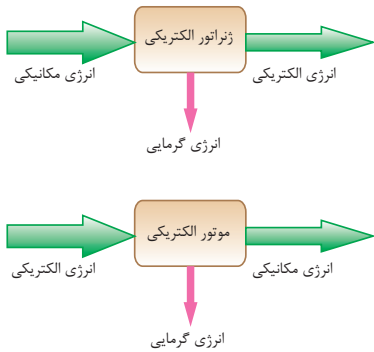 ژنراتور الکتریکی
انرژی الکتریکی
انرژی مکانیکی
انرژی گرمایی
موتور الکتریکی
انرژی مکانیکی
انرژی الکتریکی
انرژی گرمایی